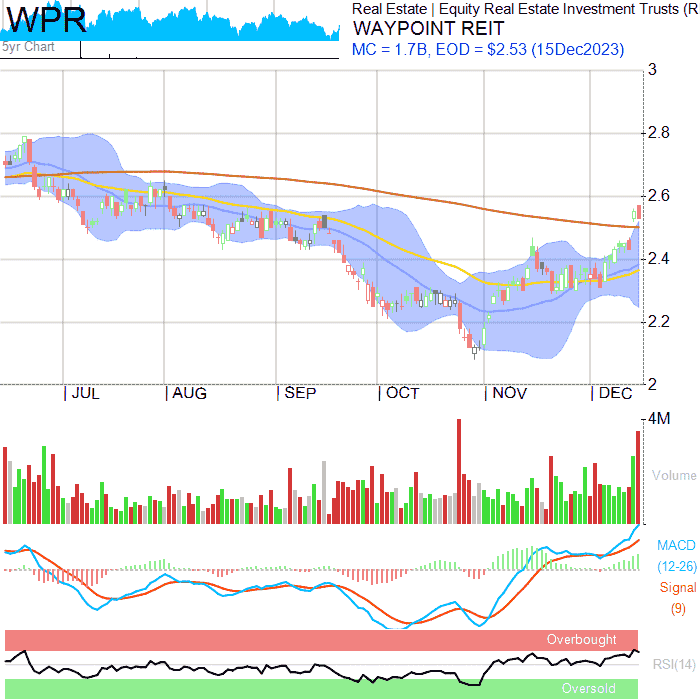 WPR
5yr Chart
Real Estate | Equity Real Estate Investment Trusts (R
WAYPOINT REIT
MC = 1.7B, EOD = $2.53 (15Dec2023)
3
2.8
2.6
2.4
2.2
2
JUL AUG SEP OCT NOV DEC
4M
Volume
MACD
(12-26)
Signal
(9)
Overbought
RSI(14)
Oversold